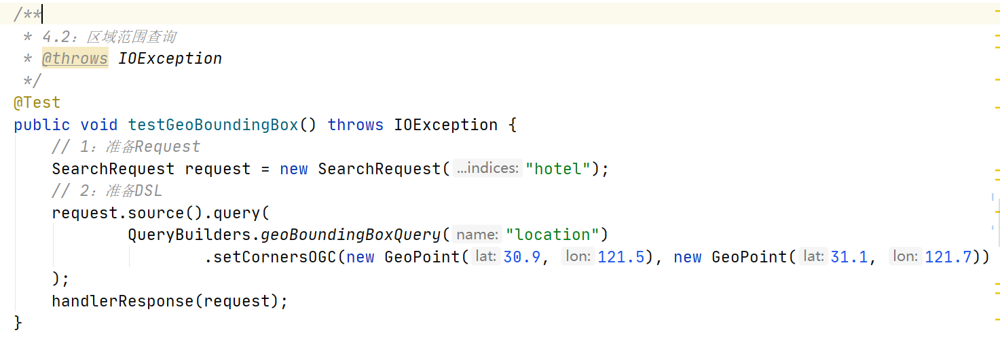 /**
 * 4.2：区域范围查询
 * @throws IOException
 */
@Test
public void testGeoBoundingBox() throws IOException {
    // 1：准备Request
    SearchRequest request = new SearchRequest( ...indices: "hotel");
    // 2：准备DSL
    request.source().query(
            QueryBuilders.geoBoundingBoxQuery( name: "location")
                    .setCornersOGC(new GeoPoint( lat: 30.9, lon: 121.5), new GeoPoint( lat: 31.1, lon: 121.7))
    );
    handlerResponse(request);
}